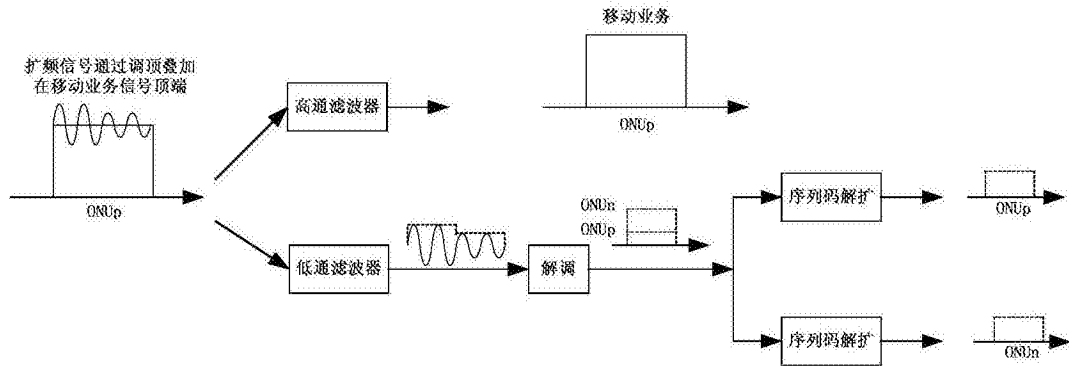 扩频信号通过调顶叠加
在移动业务信号顶端
ONUp
高通滤波器
移动业务
ONUp
低通滤波器
解调
ONUn
ONUp
序列码解扩
ONUp
序列码解扩
ONUn